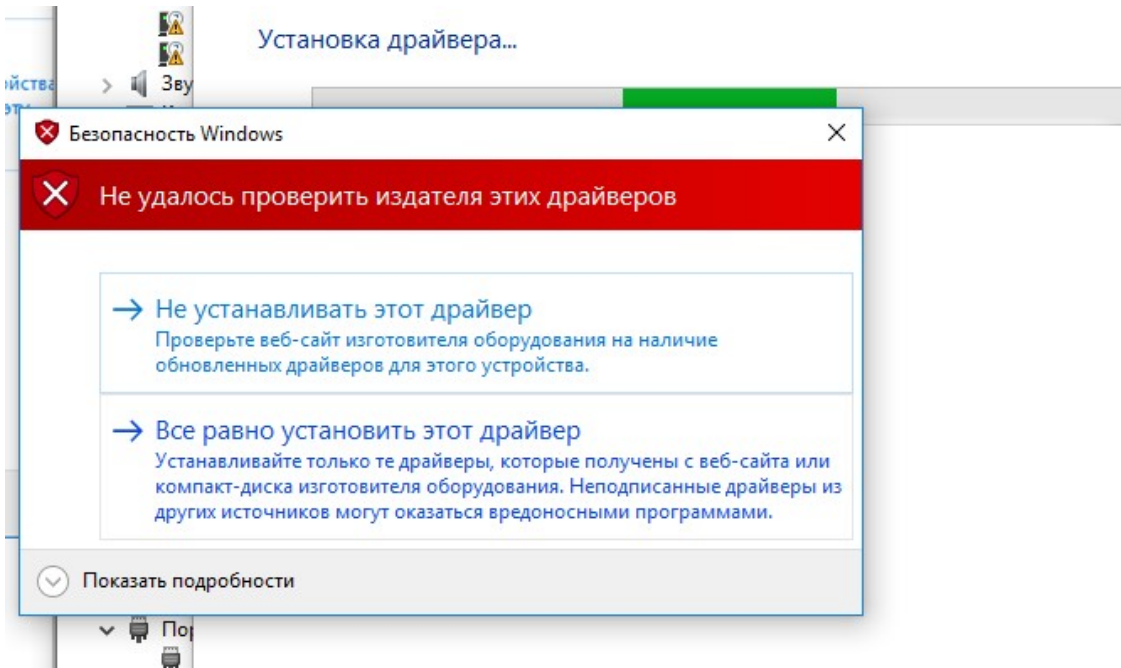 Установка драйвера...
Безопасность Windows
Не удалось проверить издателя этих драйверов
Не устанавливать этот драйвер
Проверьте веб-сайт изготовителя оборудования на наличие
обновленных драйверов для этого устройства.
Все равно установить этот драйвер
Устанавливайте только те драйверы, которые получены с веб-сайта или
компакт-диска изготовителя оборудования. Неподписанные драйверы из
других источников могут оказаться вредоносными программами.
Показать подробности